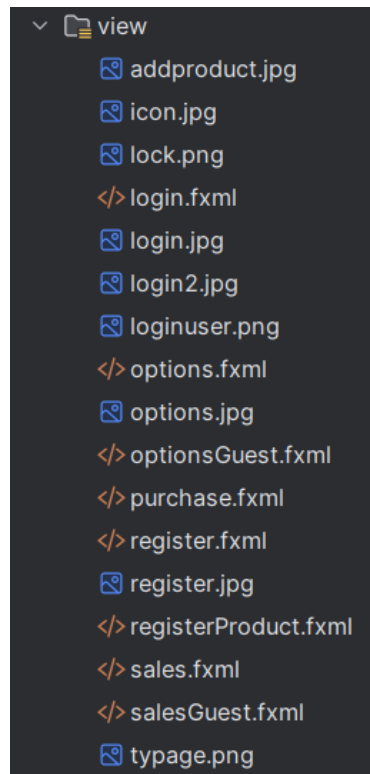 view
addproduct.jpg
icon.jpg
lock.png
login.fxml
login.jpg
login2.jpg
loginuser.png
options.fxml
options.jpg
optionsGuest.fxml
purchase.fxml
register.fxml
register.jpg
registerProduct.fxml
sales.fxml
salesGuest.fxml
typage.png